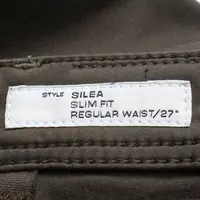 STYLE SILEA
SLIM FIT
REGULAR WAIST/27"